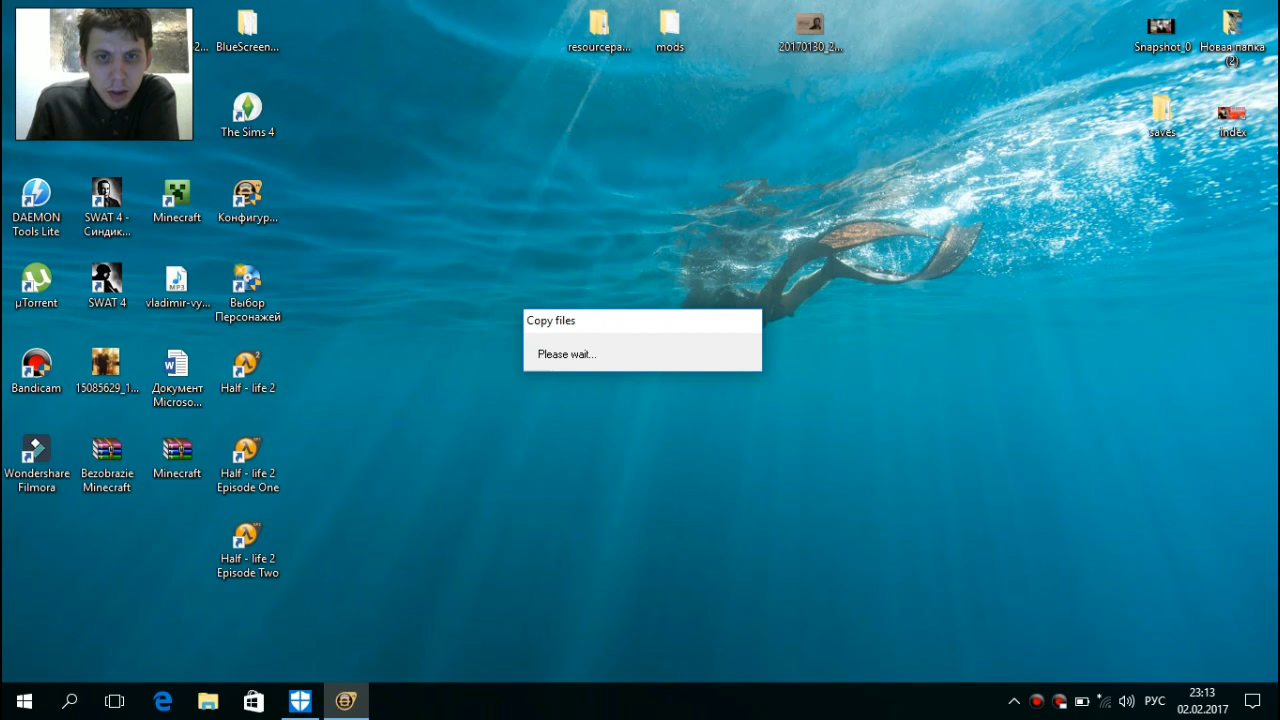 2...
BlueScreen...
resourcepa...
mods
20170130_2...
Snapshot_0
Новая папка
(2)
The Sims 4
saves
index
DAEMON
Tools Lite
SWAT 4 -
Синдик...
Minecraft
Конфигур...
µTorrent
SWAT 4
MP3
vladimir-vy...
Выбор
Персонажей
Copy files
Please wait...
Bandicam
15085629_1...
Документ
Microso...
Half - life 2
Wondershare
Filmora
Bezobrazie
Minecraft
Minecraft
Half - life 2
Episode One
Half - life 2
Episode Two
РУС
23:13
02.02.2017